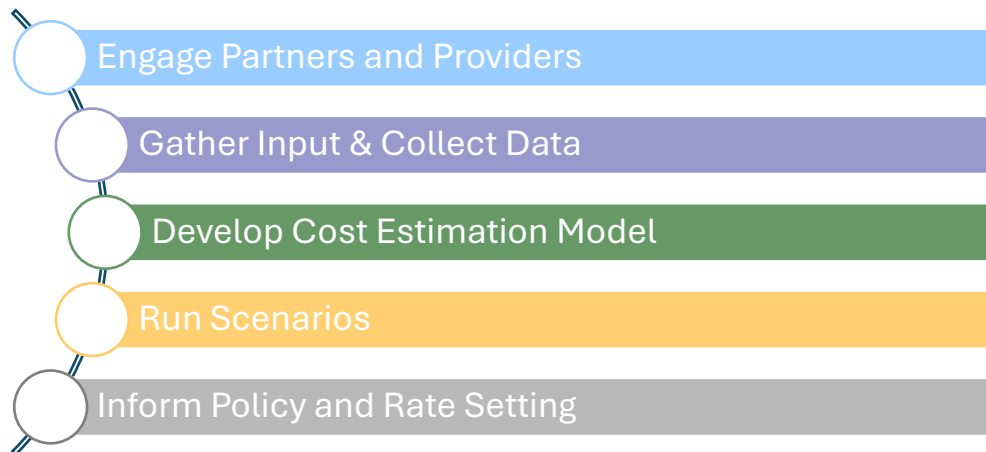 Engage Partners and Providers
Gather Input & Collect Data
Develop Cost Estimation Model
Run Scenarios
Inform Policy and Rate Setting